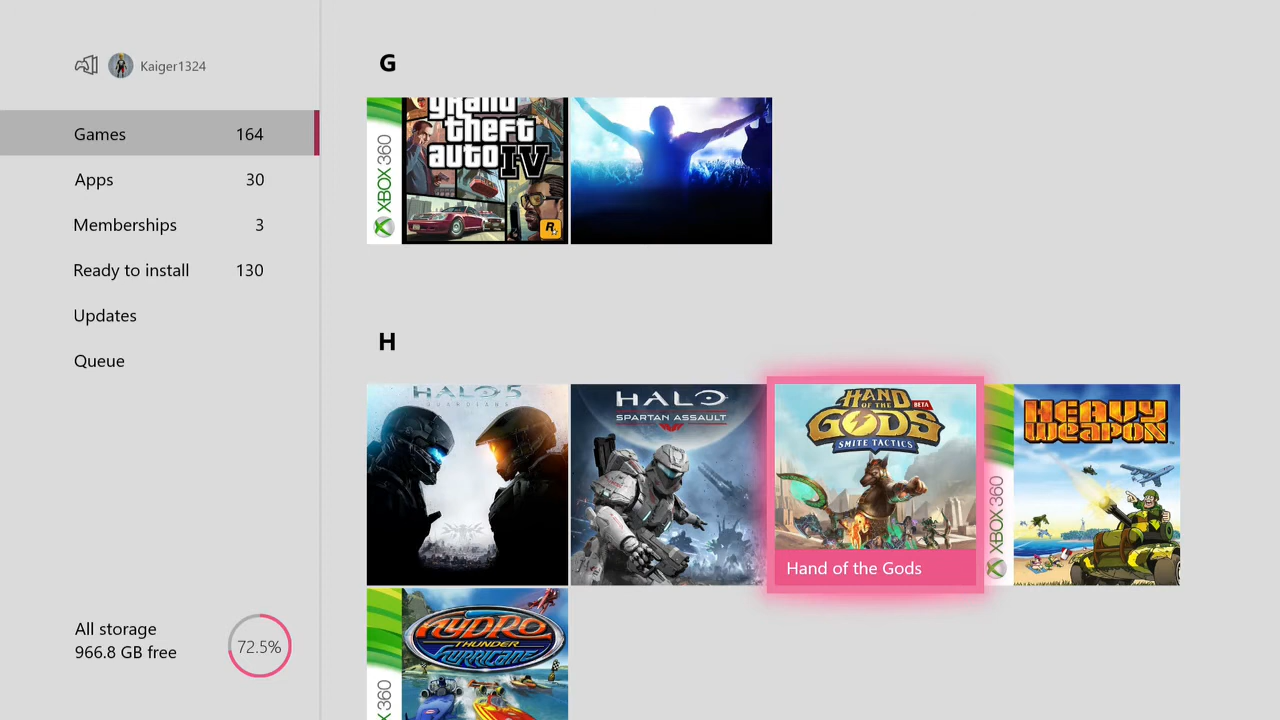 Kaiger1324
Games 164
Apps 30
Memberships 3
Ready to install 130
Updates
Queue
All storage
966.8 GB free
72.5%
G
XBOX 360
grand
theft
auto IV
R
H
HALO 5
GUARDIANS
HALO
SPARTAN ASSAULT
HAND
OF THE
GODS
BETA
SMITE TACTICS
Hand of the Gods
XBOX 360
HEAVY
WEAPON
XBOX 360
HYDRO
THUNDER
HURRICANE